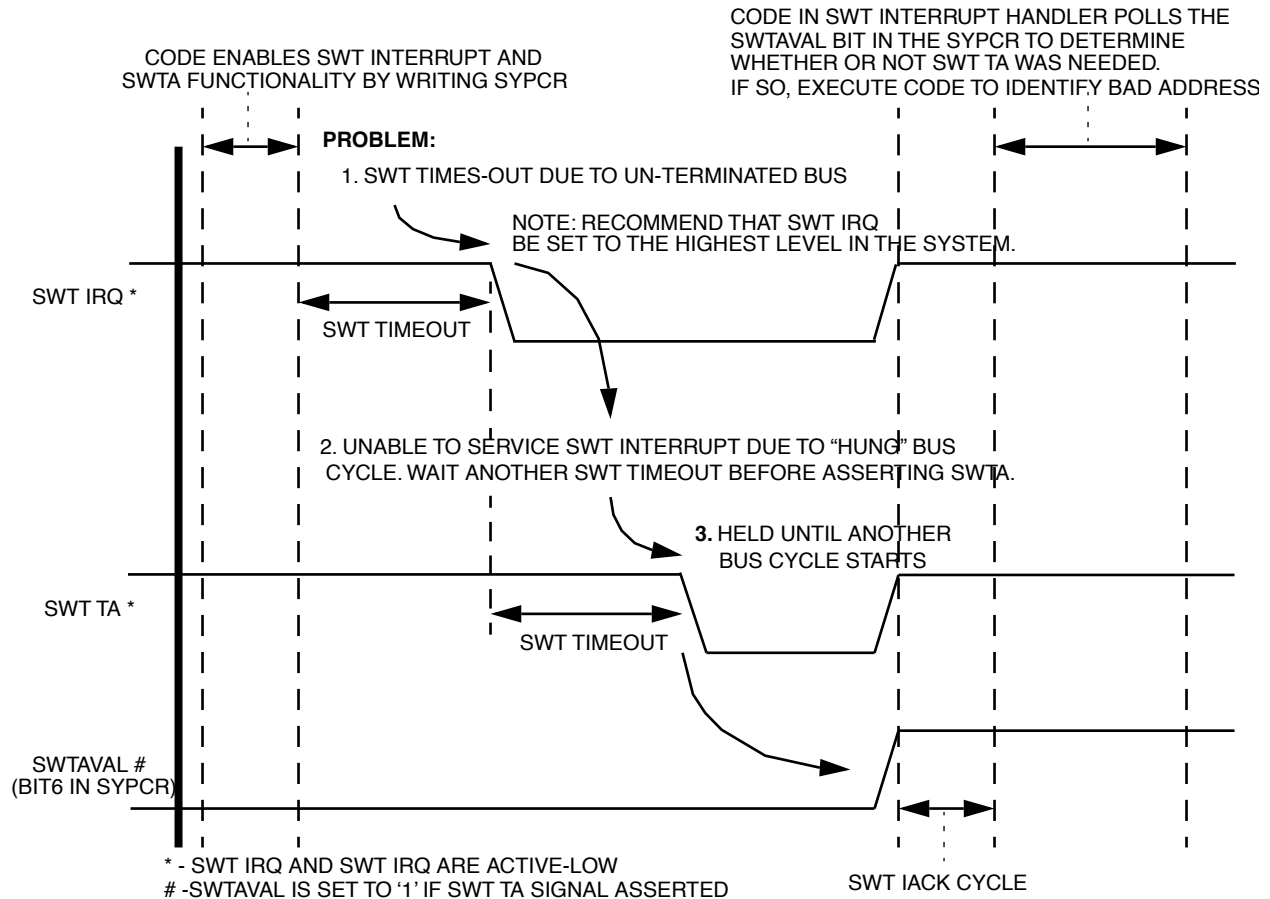 CODE IN SWT INTERRUPT HANDLER POLLS THE
SWTAVAL BIT IN THE SYPCR TO DETERMINE
WHETHER OR NOT SWT TA WAS NEEDED.
IF SO, EXECUTE CODE TO IDENTIFY BAD ADDRESS
CODE ENABLES SWT INTERRUPT AND
SWTA FUNCTIONALITY BY WRITING SYPCR
PROBLEM:
1. SWT TIMES-OUT DUE TO UN-TERMINATED BUS
NOTE: RECOMMEND THAT SWT IRQ
BE SET TO THE HIGHEST LEVEL IN THE SYSTEM.
SWT IRQ *
SWT TIMEOUT
2. UNABLE TO SERVICE SWT INTERRUPT DUE TO “HUNG” BUS
CYCLE. WAIT ANOTHER SWT TIMEOUT BEFORE ASSERTING SWTA.
3. HELD UNTIL ANOTHER
BUS CYCLE STARTS
SWT TA *
SWT TIMEOUT
SWTAVAL #
(BIT6 IN SYPCR)
* - SWT IRQ AND SWT IRQ ARE ACTIVE-LOW
# -SWTAVAL IS SET TO ‘1’ IF SWT TA SIGNAL ASSERTED
SWT IACK CYCLE